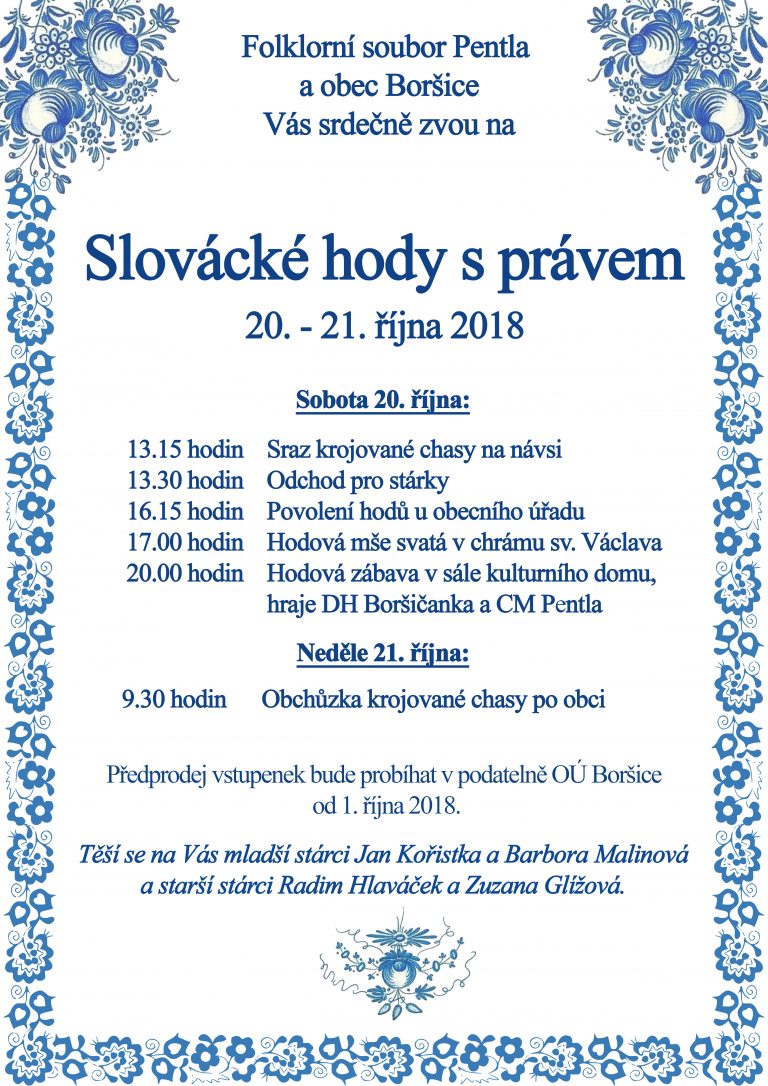 Folklorní soubor Pentla
a obec Boršice
Vás srdečně zvou na
Slovácké hody s právem
20. - 21. října 2018
Sobota 20. října:
13.15 hodin Sraz krojované chasy na návsi
13.30 hodin Odchod pro stárky
16.15 hodin Povolení hodů u obecního úřadu
17.00 hodin Hodová mše svatá v chrámu sv. Václava
20.00 hodin Hodová zábava v sále kulturního domu,
hraje DH Boršičanka a CM Pentla
Neděle 21. října:
9.30 hodin Obchůzka krojované chasy po obci
Předprodej vstupenek bude probíhat v podatelně OÚ Boršice
od 1. října 2018.
Těší se na Vás mladší stárci Jan Kořistka a Barbora Malinová
a starší stárci Radim Hlaváček a Zuzana Glížová.